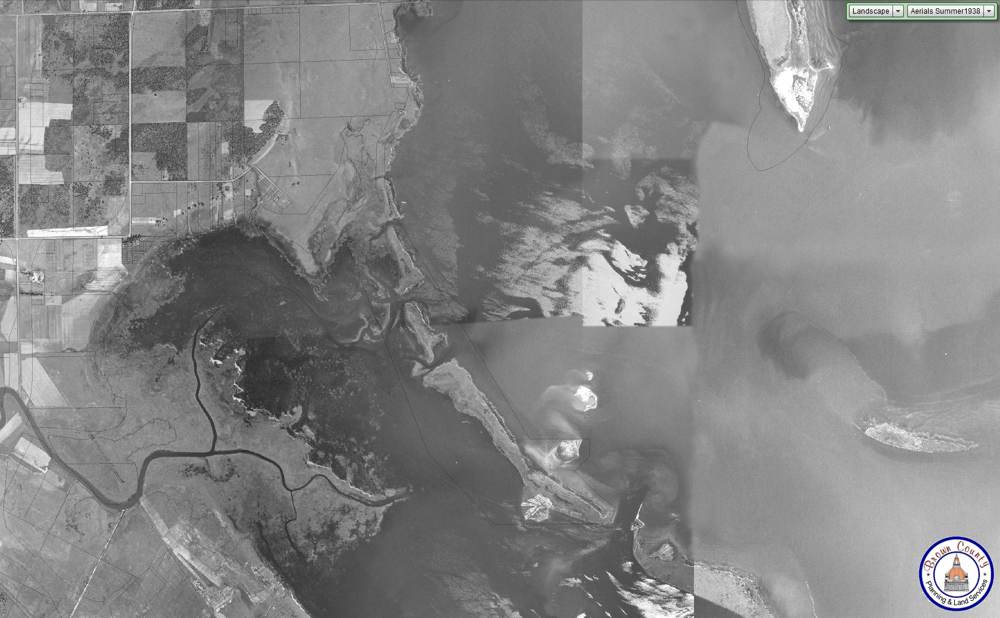 Landscape Aerials Summer1938
Brown County
Planning & Land Services